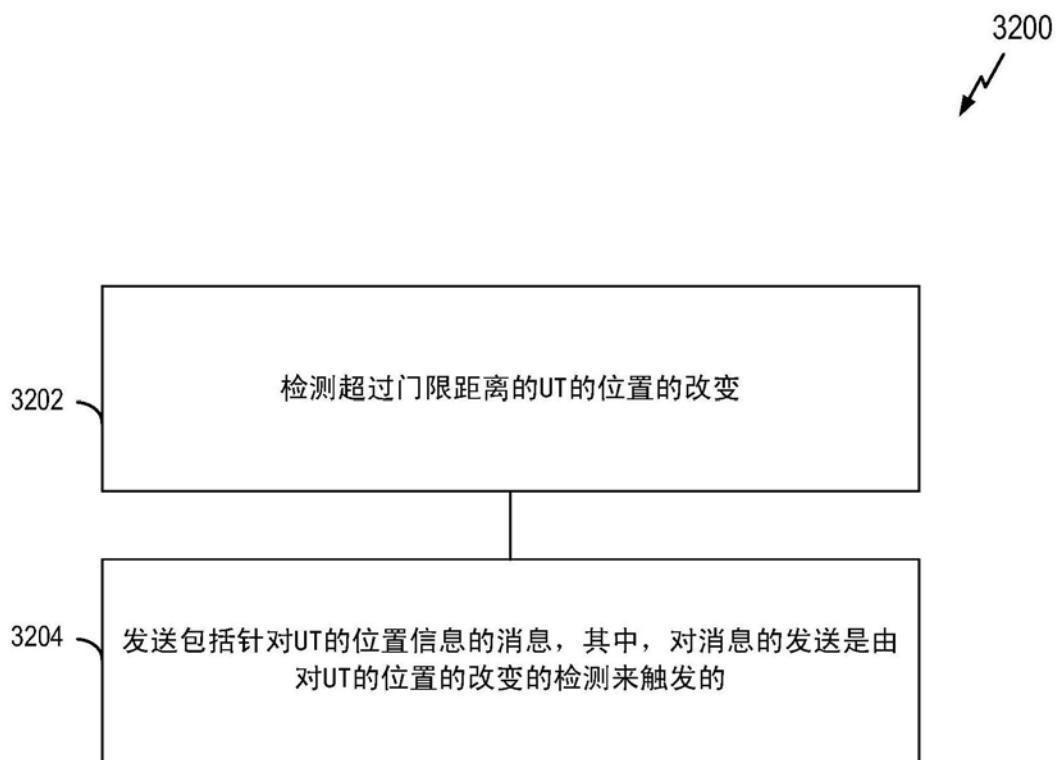 3200
3202
检测超过门限距离的UT的位置的改变
3204
发送包括针对UT的位置信息的消息，其中，对消息的发送是由
对UT的位置的改变的检测来触发的